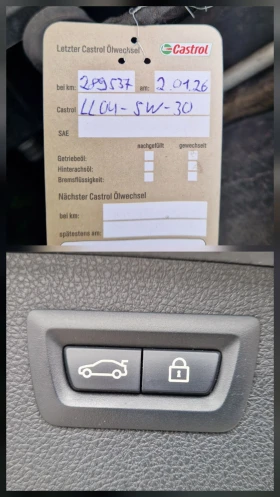 Letzter Castrol Ölwechsel
Castrol
bei km: 289537 am: 2.01.26
Castrol LL04-5W-30
SAE
nachgefüllt gewechselt
Getriebeöl:
Hinterachsöl:
Bremsflüssigkeit:
Nächster Castrol Ölwechsel
bei km:
spätestens am: